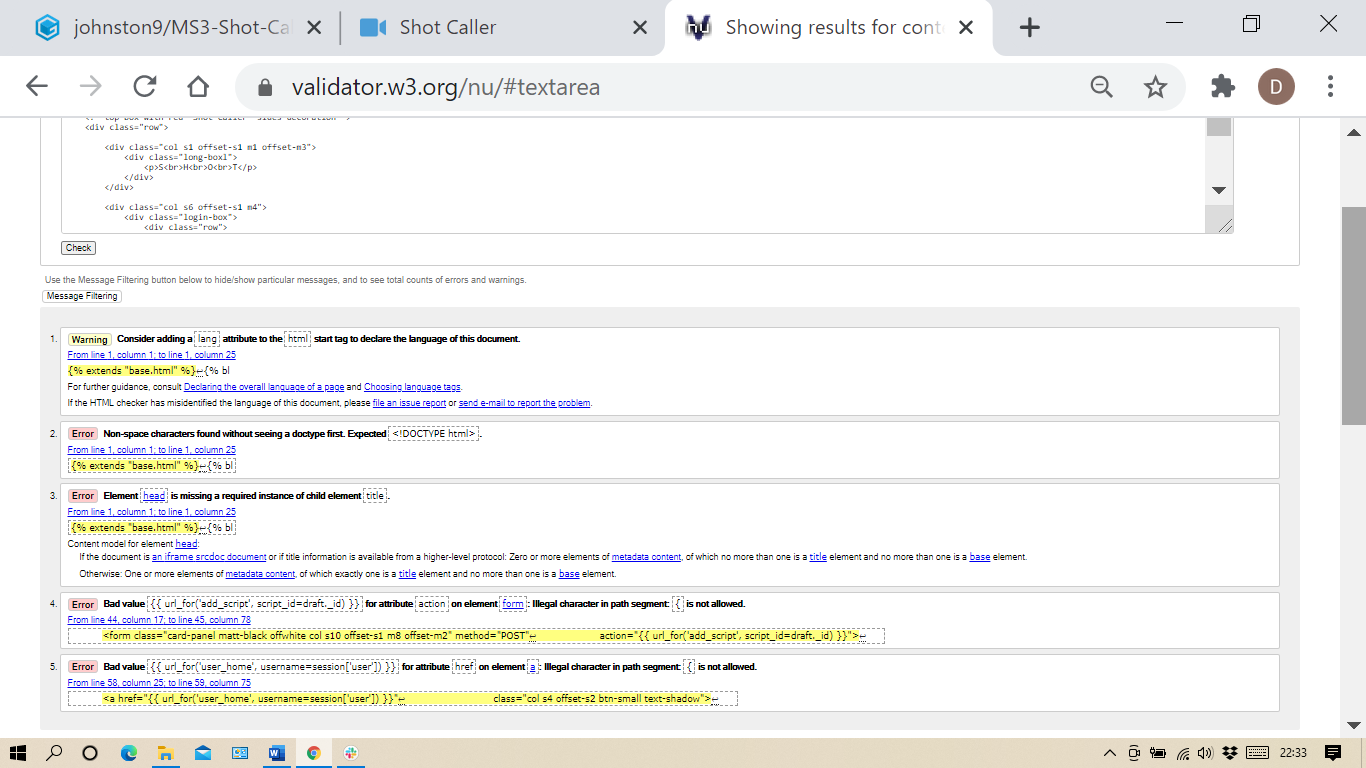 johnston9/MS3-Shot-Ca
Shot Caller
Showing results for cont
validator.w3.org/nu/#textarea
D
<div class="row">
<div class="col s1 offset-s1 m1 offset-m3">
<div class="long-boxl">
<p>S<br>H<br>O<br>T</p>
</div>
</div>
<div class="col s6 offset-s1 m4">
<div class="login-box">
<div class="row">
Check
Use the Message Filtering button below to hide/show particular messages, and to see total counts of errors and warnings.
Message Filtering
1. Warning Consider adding a lang attribute to the html start tag to declare the language of this document.
From line 1, column 1; to line 1, column 25
{% extends "base.html" %}↩{% bl
For further guidance, consult Declaring the overall language of a page and Choosing language tags.
If the HTML checker has misidentified the language of this document, please file an issue report or send e-mail to report the problem.
2. Error Non-space characters found without seeing a doctype first. Expected <!DOCTYPE html>.
From line 1, column 1; to line 1, column 25
{% extends "base.html" %}↩{% bl
3. Error Element head is missing a required instance of child element title.
From line 1, column 1; to line 1, column 25
{% extends "base.html" %}↩{% bl
Content model for element head:
If the document is an iframe srcdoc document or if title information is available from a higher-level protocol: Zero or more elements of metadata content, of which no more than one is a title element and no more than one is a base element.
Otherwise: One or more elements of metadata content, of which exactly one is a title element and no more than one is a base element.
4. Error Bad value {{ url_for('add_script', script_id=draft._id) }} for attribute action on element form: Illegal character in path segment: { is not allowed.
From line 44, column 17; to line 45, column 78
<form class="card-panel matt-black offwhite col s10 offset-s1 m8 offset-m2" method="POST"↩ action="{{ url_for('add_script', script_id=draft._id) }}">↩
5. Error Bad value {{ url_for('user_home', username=session['user']) }} for attribute href on element a: Illegal character in path segment: { is not allowed.
From line 58, column 25; to line 59, column 75
<a href="{{ url_for('user_home', username=session['user']) }}"↩ class="col s4 offset-s2 btn-small text-shadow">↩
22:33